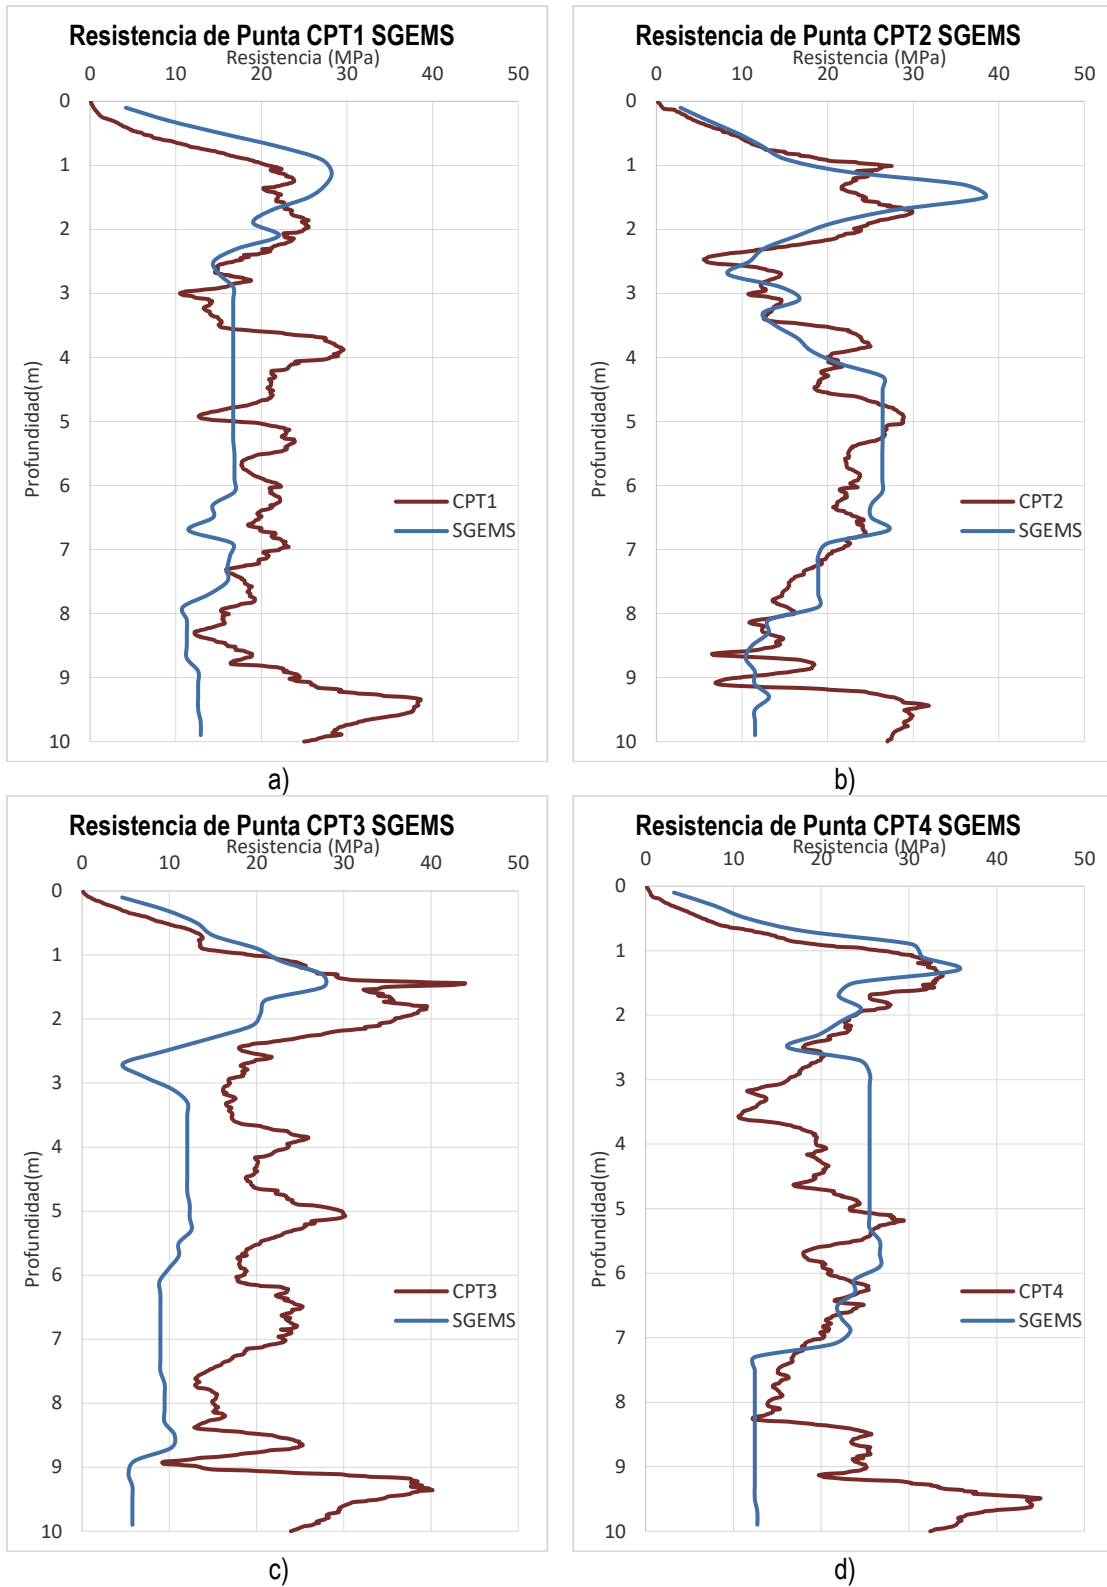 Resistencia de Punta CPT1 SGEMS
Resistencia (MPa)
0 10 20 30 40 50
0
1
2
3
4
5
6
7
8
9
10
Profundidad(m)
CPT1
SGEMS
a)
Resistencia de Punta CPT2 SGEMS
Resistencia (MPa)
0 10 20 30 40 50
0
1
2
3
4
5
6
7
8
9
10
Profundidad(m)
CPT2
SGEMS
b)
Resistencia de Punta CPT3 SGEMS
Resistencia (MPa)
0 10 20 30 40 50
0
1
2
3
4
5
6
7
8
9
10
Profundidad(m)
CPT3
SGEMS
c)
Resistencia de Punta CPT4 SGEMS
Resistencia (MPa)
0 10 20 30 40 50
0
1
2
3
4
5
6
7
8
9
10
Profundidad(m)
CPT4
SGEMS
d)